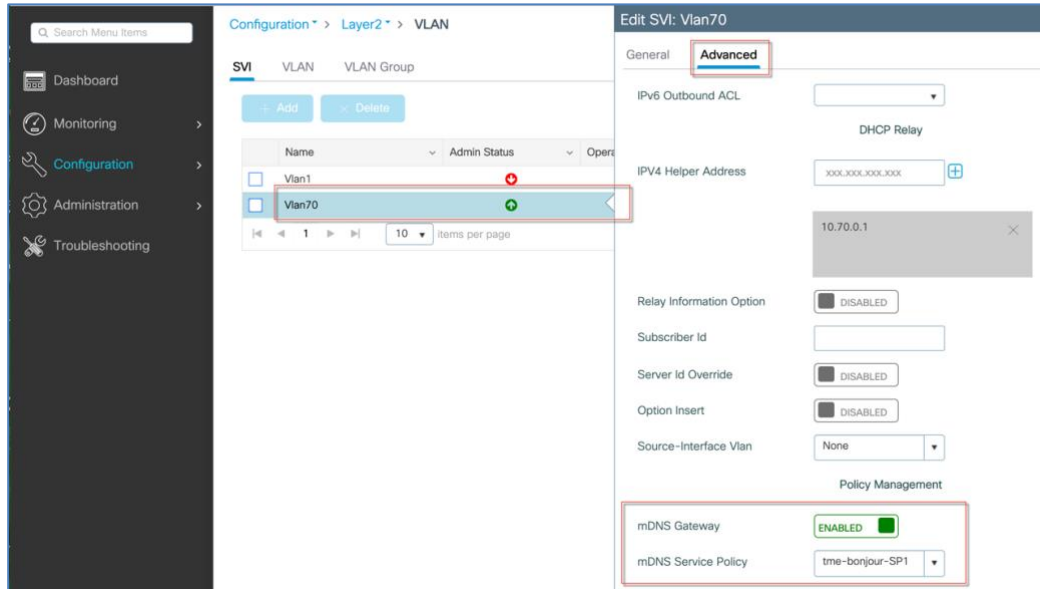 Search Menu Items
Dashboard
Monitoring
Configuration
Administration
Troubleshooting
Configuration > Layer2 > VLAN
SVI VLAN VLAN Group
+ Add × Delete
Name Admin Status
Vlan1
Vlan70
1 10 items per page
Edit SVI: Vlan70
General Advanced
IPv6 Outbound ACL
DHCP Relay
IPV4 Helper Address xxx.xxx.xxx.xxx
10.70.0.1 ×
Relay Information Option DISABLED
Subscriber Id
Server Id Override DISABLED
Option Insert DISABLED
Source-Interface Vlan None
Policy Management
mDNS Gateway ENABLED
mDNS Service Policy tme-bonjour-SP1